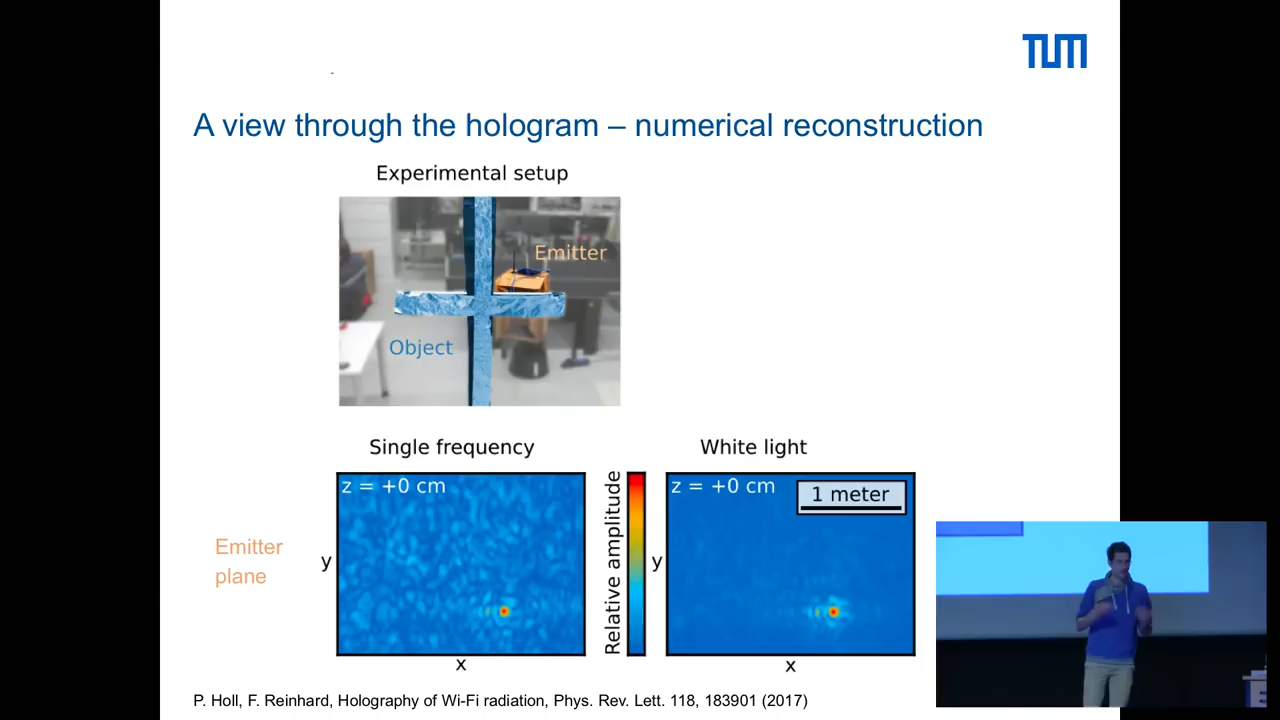 TUM
A view through the hologram – numerical reconstruction
Experimental setup
Emitter
Object
Single frequency
White light
z = +0 cm
z = +0 cm
1 meter
Relative amplitude
Emitter
plane
y
y
x
x
P. Holl, F. Reinhard, Holography of Wi-Fi radiation, Phys. Rev. Lett. 118, 183901 (2017)